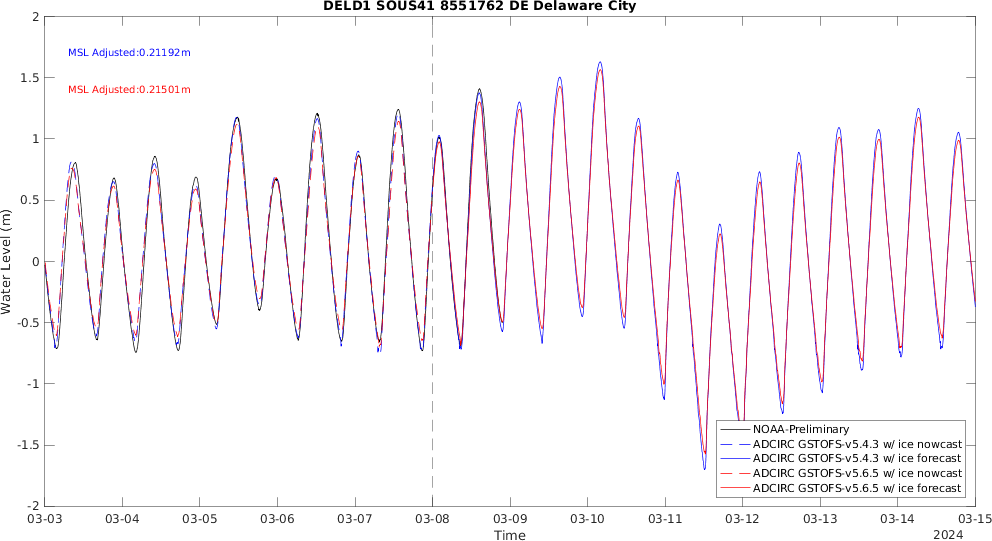 DELD1 SOUS41 8551762 DE Delaware City
MSL Adjusted:0.21192m
MSL Adjusted:0.21501m
Water Level (m)
2
1.5
1
0.5
0
-0.5
-1
-1.5
-2
NOAA-Preliminary
ADCIRC GSTOFS-v5.4.3 w/ ice nowcast
ADCIRC GSTOFS-v5.4.3 w/ ice forecast
ADCIRC GSTOFS-v5.6.5 w/ ice nowcast
ADCIRC GSTOFS-v5.6.5 w/ ice forecast
03-03 03-04 03-05 03-06 03-07 03-08 03-09 03-10 03-11 03-12 03-13 03-14 03-15
Time
2024